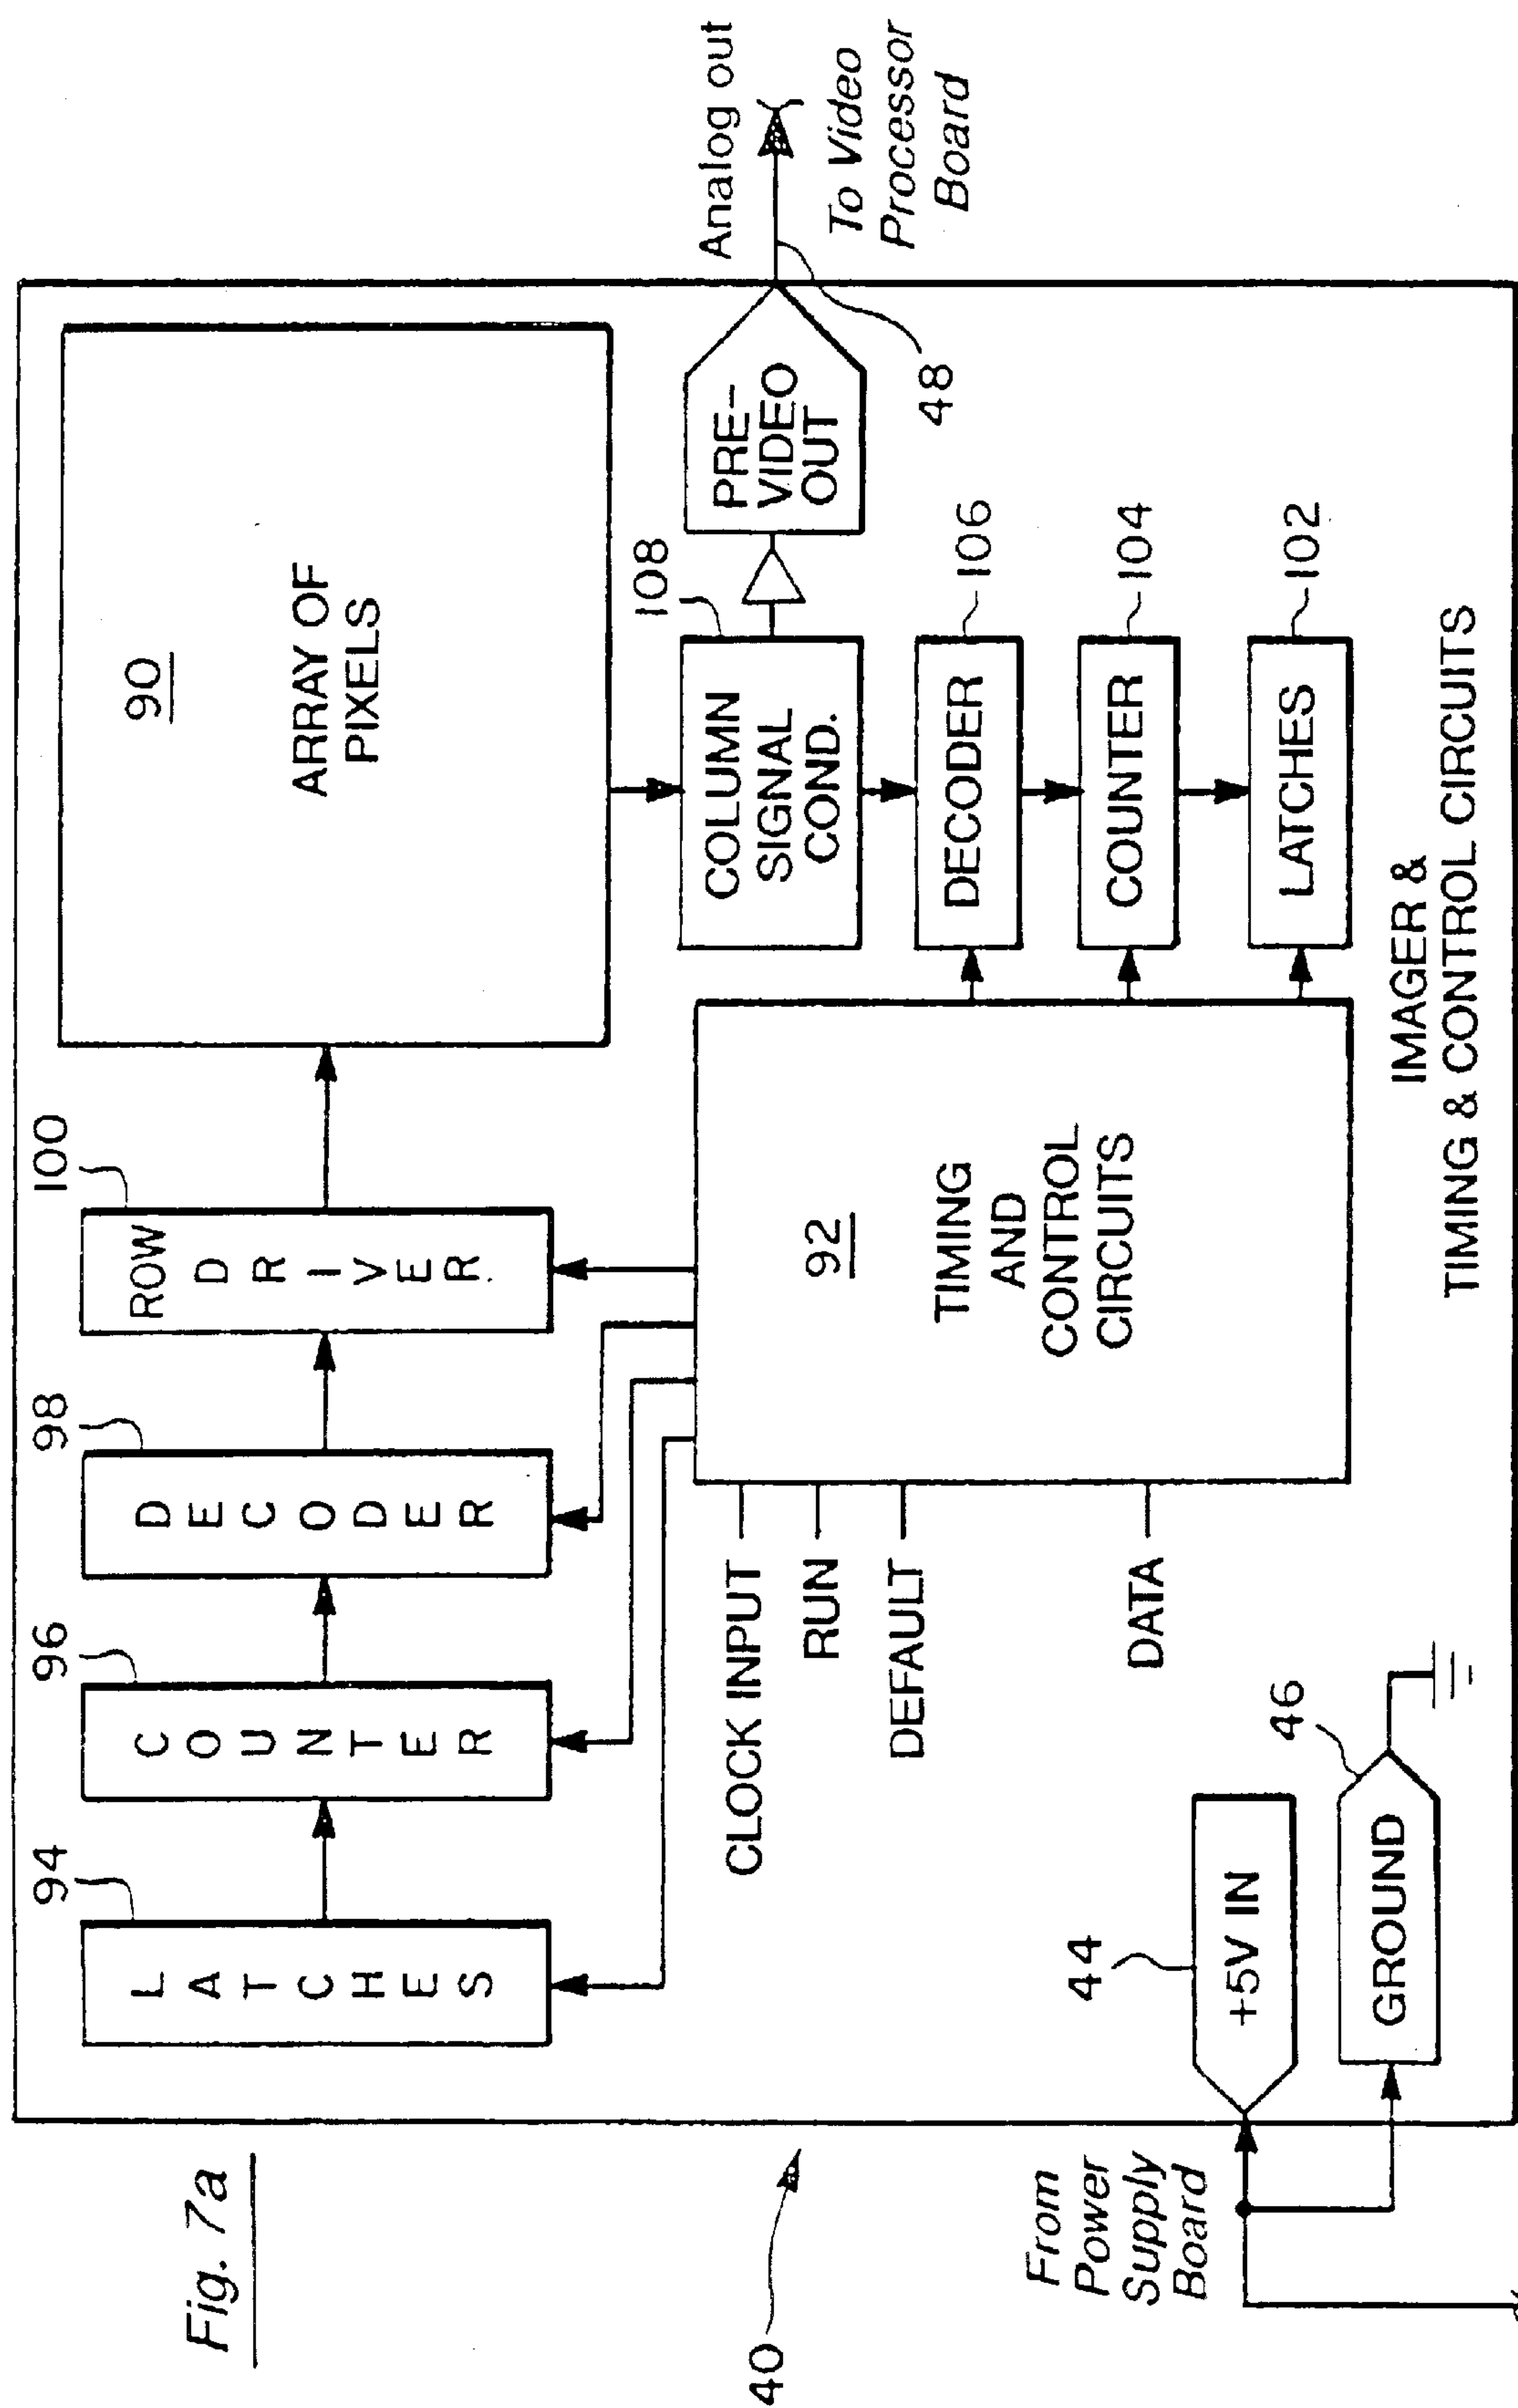 Fig. 7a
40
94
96
98
100
LATCHES
COUNTER
DECODER
ROW
DRIVER
90
ARRAY OF
PIXELS
92
TIMING
AND
CONTROL
CIRCUITS
CLOCK INPUT
RUN
DEFAULT
DATA
108
COLUMN
SIGNAL
COND.
DECODER
106
COUNTER
104
LATCHES
102
PRE-
VIDEO
OUT
48
Analog out
To Video
Processor
Board
From
Power
Supply
Board
44
+5V IN
46
GROUND
IMAGER &
TIMING & CONTROL CIRCUITS